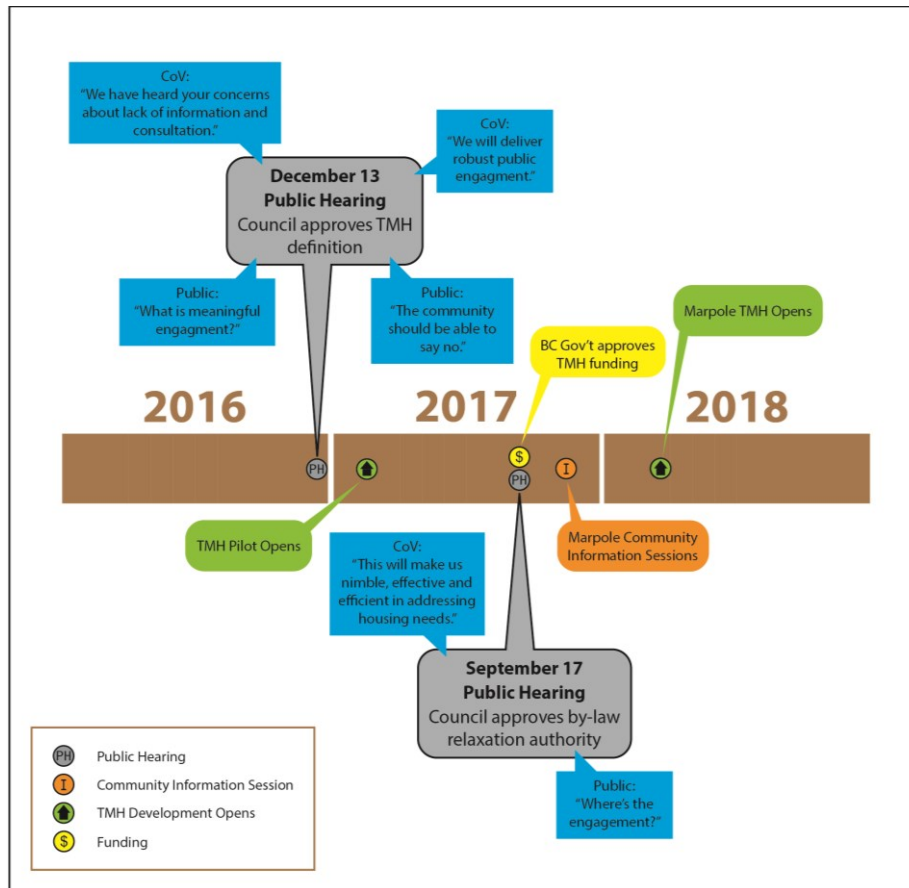 CoV:
“We have heard your concerns
about lack of information and
consultation.”
CoV:
“We will deliver
robust public
engagment.”
December 13
Public Hearing
Council approves TMH
definition
Public:
“What is meaningful
engagment?”
Public:
“The community
should be able to
say no.”
Marpole TMH Opens
BC Gov’t approves
TMH funding
2016
2017
2018
PH
$
PH
I
TMH Pilot Opens
Marpole Community
Information Sessions
CoV:
“This will make us
nimble, effective and
efficient in addressing
housing needs.”
September 17
Public Hearing
Council approves by-law
relaxation authority
Public:
“Where’s the
engagement?”
PH Public Hearing
I Community Information Session
TMH Development Opens
$ Funding